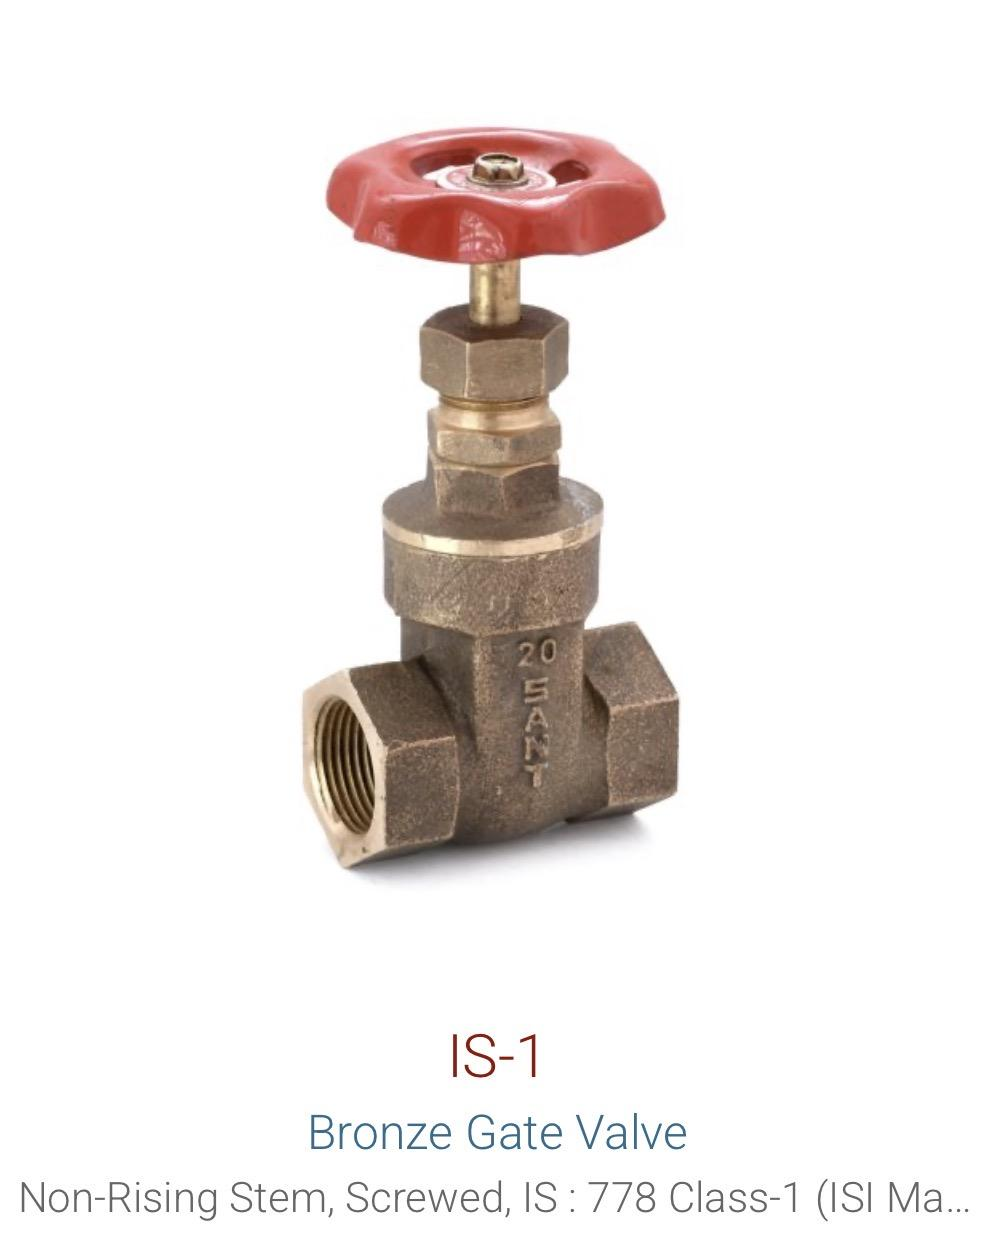 20
SANT
IS-1
Bronze Gate Valve
Non-Rising Stem, Screwed, IS : 778 Class-1 (ISI Ma...